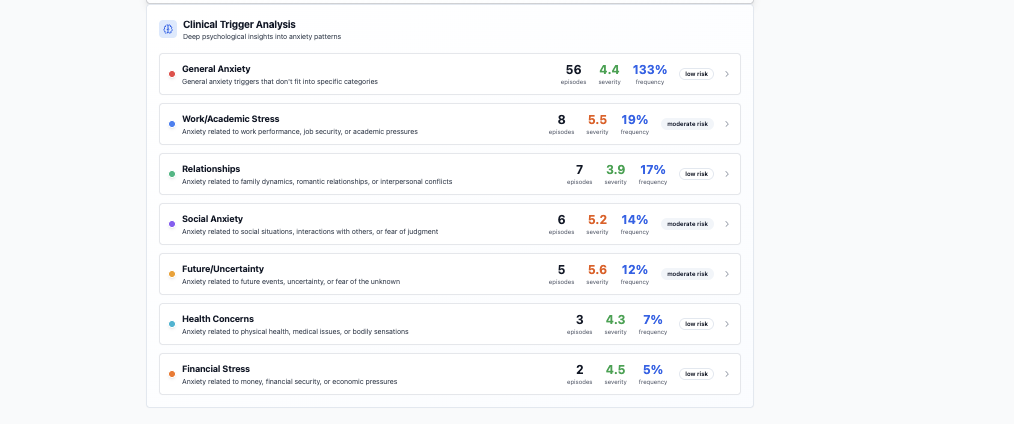 Clinical Trigger Analysis
Deep psychological insights into anxiety patterns
General Anxiety
General anxiety triggers that don't fit into specific categories
56 4.4 133% low risk
episodes severity frequency
Work/Academic Stress
Anxiety related to work performance, job security, or academic pressures
8 5.5 19% moderate risk
episodes severity frequency
Relationships
Anxiety related to family dynamics, romantic relationships, or interpersonal conflicts
7 3.9 17% low risk
episodes severity frequency
Social Anxiety
Anxiety related to social situations, interactions with others, or fear of judgment
6 5.2 14% moderate risk
episodes severity frequency
Future/Uncertainty
Anxiety related to future events, uncertainty, or fear of the unknown
5 5.6 12% moderate risk
episodes severity frequency
Health Concerns
Anxiety related to physical health, medical issues, or bodily sensations
3 4.3 7% low risk
episodes severity frequency
Financial Stress
Anxiety related to money, financial security, or economic pressures
2 4.5 5% low risk
episodes severity frequency